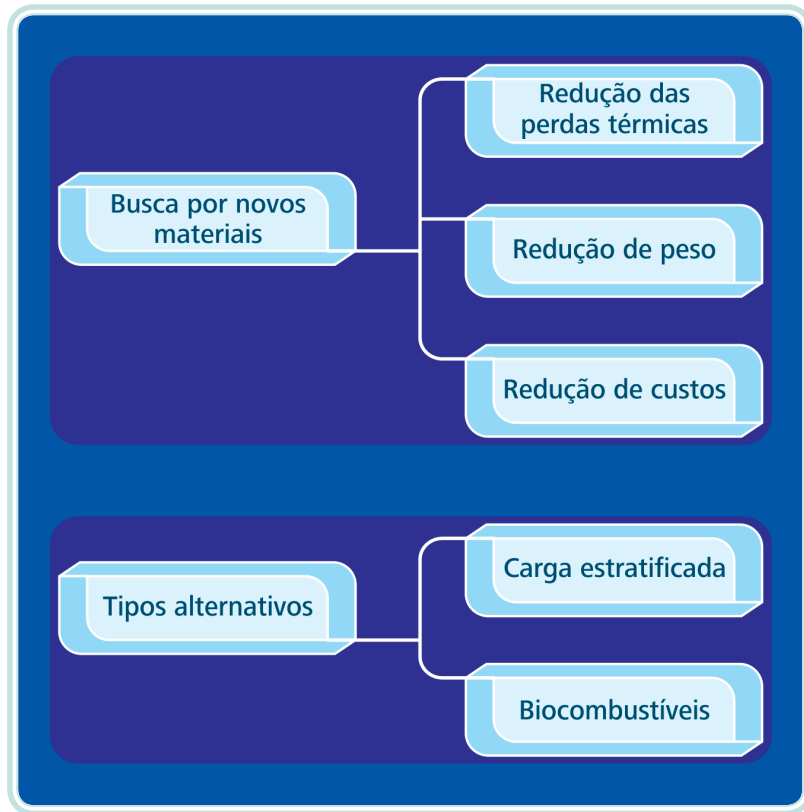 Busca por novos
materiais
Redução das
perdas térmicas
Redução de peso
Redução de custos
Tipos alternativos
Carga estratificada
Biocombustíveis